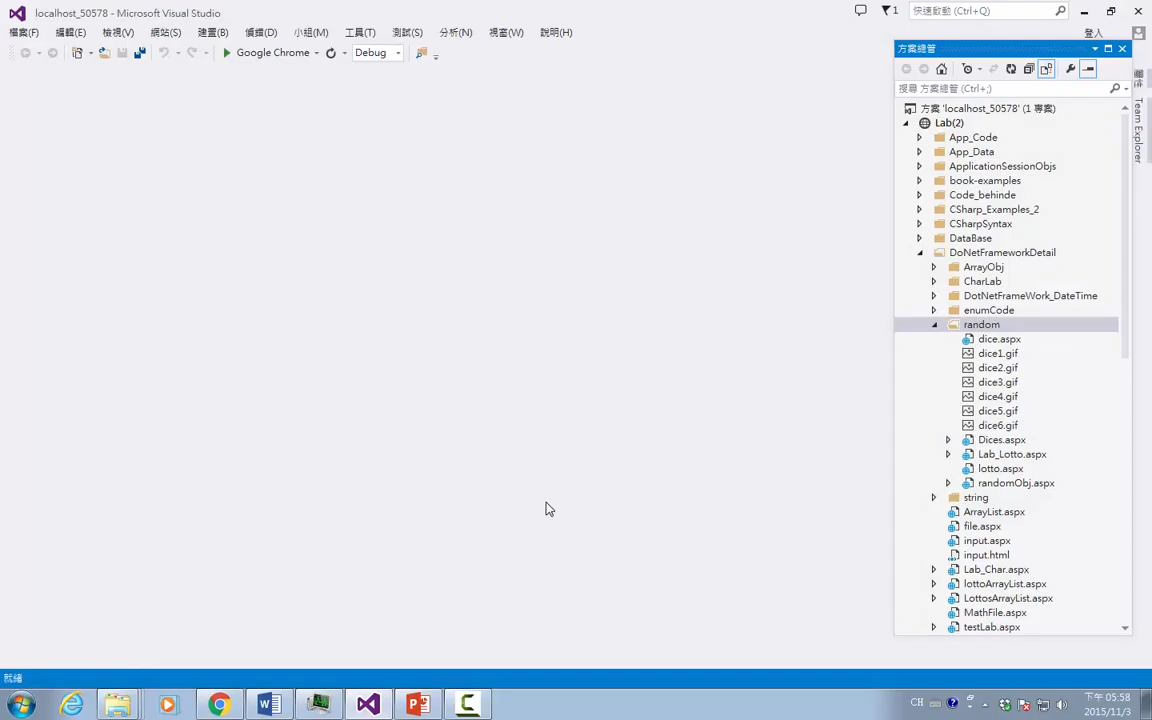 localhost_50578 - Microsoft Visual Studio
1
快速啟動 (Ctrl+Q)
檔案(F) 編輯(E) 檢視(V) 網站(S) 建置(B) 偵錯(D) 小組(M) 工具(T) 測試(S) 分析(N) 視窗(W) 說明(H)
登入
Google Chrome
Debug
方案總管
搜尋 方案總管 (Ctrl+;)
方案 'localhost_50578' (1 專案)
Lab(2)
App_Code
App_Data
ApplicationSessionObjs
book-examples
Code_behinde
CSharp_Examples_2
CSharpSyntax
DataBase
DoNetFrameworkDetail
ArrayObj
CharLab
DotNetFrameWork_DateTime
enumCode
random
dice.aspx
dice1.gif
dice2.gif
dice3.gif
dice4.gif
dice5.gif
dice6.gif
Dices.aspx
Lab_Lotto.aspx
lotto.aspx
randomObj.aspx
string
ArrayList.aspx
file.aspx
input.aspx
input.html
Lab_Char.aspx
lottoArrayList.aspx
LottosArrayList.aspx
MathFile.aspx
testLab.aspx
Team Explorer
就緒
CH
下午 05:58
2015/11/3